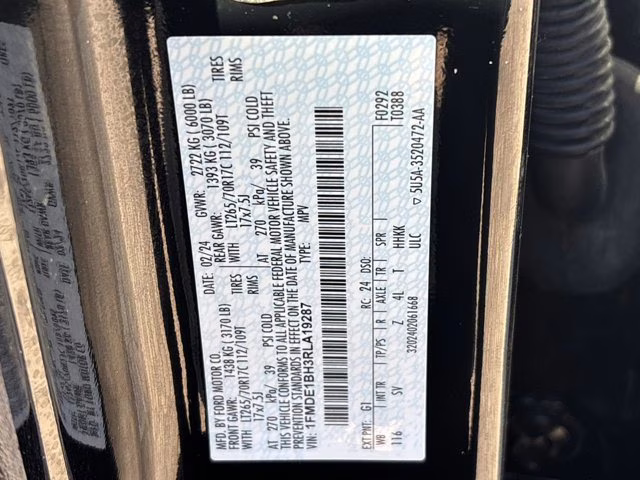 MFD. BY FORD MOTOR CO.
02/24
GVWR: 2722 KG ( 6000 LB)
FRONT GAWR: 1438 KG ( 3170 LB)
REAR GAWR: 1393 KG ( 3070 LB)
WITH LT265/70R17C 112/109T TIRES
WITH LT265/70R17C 112/109T TIRES
17x7.5J RIMS
17x7.5J RIMS
AT 270 kPa/ 39 PSI COLD
AT 270 kPa/ 39 PSI COLD
THIS VEHICLE CONFORMS TO ALL APPLICABLE FEDERAL MOTOR VEHICLE SAFETY AND THEFT
PREVENTION STANDARDS IN EFFECT ON THE DATE OF MANUFACTURE SHOWN ABOVE.
VIN: 1FMDE1BH3RLA19287
TYPE: MPV
EXT PNT: G1 RC: 24 DSO: F0292
WB INT TR TP/PS R AXLE TR SPR T0388
116 SV Z 4L T HHKK
3202402061668 ULC 5U5A-3520472-AA